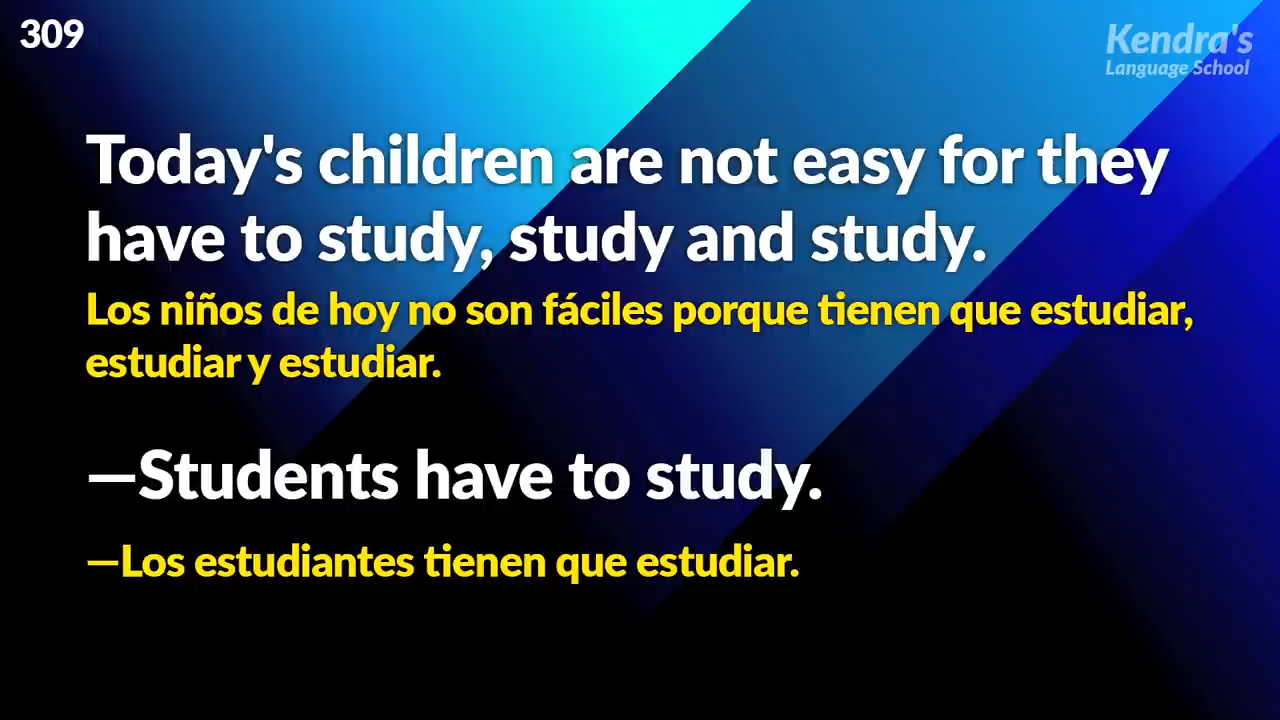 309
Kendra's
Language School
Today's children are not easy for they
have to study, study and study.
Los niños de hoy no son fáciles porque tienen que estudiar,
estudiar y estudiar.
—Students have to study.
—Los estudiantes tienen que estudiar.